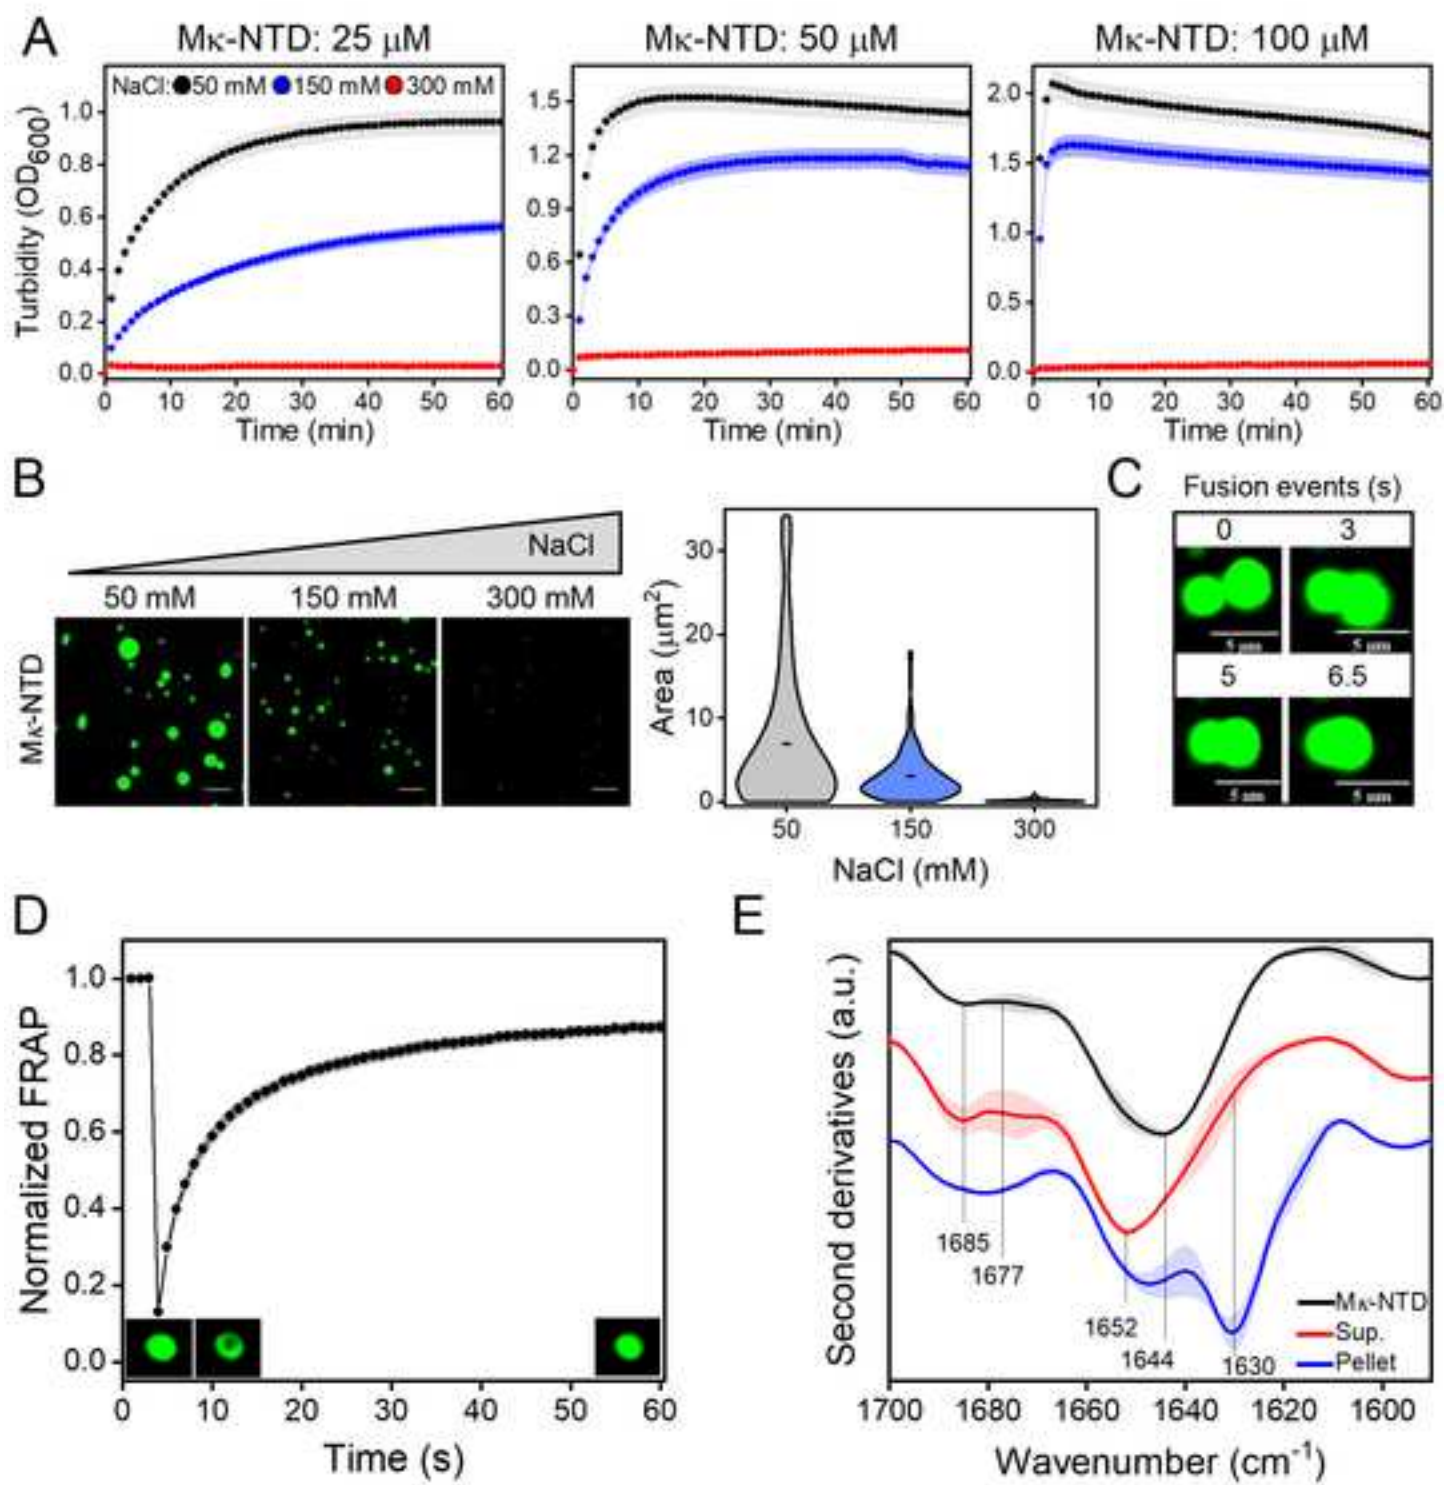 A
Mκ-NTD: 25 μM
Mκ-NTD: 50 μM
Mκ-NTD: 100 μM
NaCl: 50 mM 150 mM 300 mM
Turbidity (OD600)
1.0
0.8
0.6
0.4
0.2
0.0
0 10 20 30 40 50 60
Time (min)
1.5
1.2
0.9
0.6
0.3
0.0
0 10 20 30 40 50 60
Time (min)
2.0
1.5
1.0
0.5
0.0
0 10 20 30 40 50 60
Time (min)
B
NaCl
50 mM 150 mM 300 mM
Mκ-NTD
Area (μm2)
30
20
10
0
50 150 300
NaCl (mM)
C
Fusion events (s)
0 3
5 6.5
D
Normalized FRAP
1.0
0.8
0.6
0.4
0.2
0.0
0 10 20 30 40 50 60
Time (s)
E
Second derivatives (a.u.)
1685
1677
1652
1644
1630
Mκ-NTD
Sup.
Pellet
1700 1680 1660 1640 1620 1600
Wavenumber (cm-1)